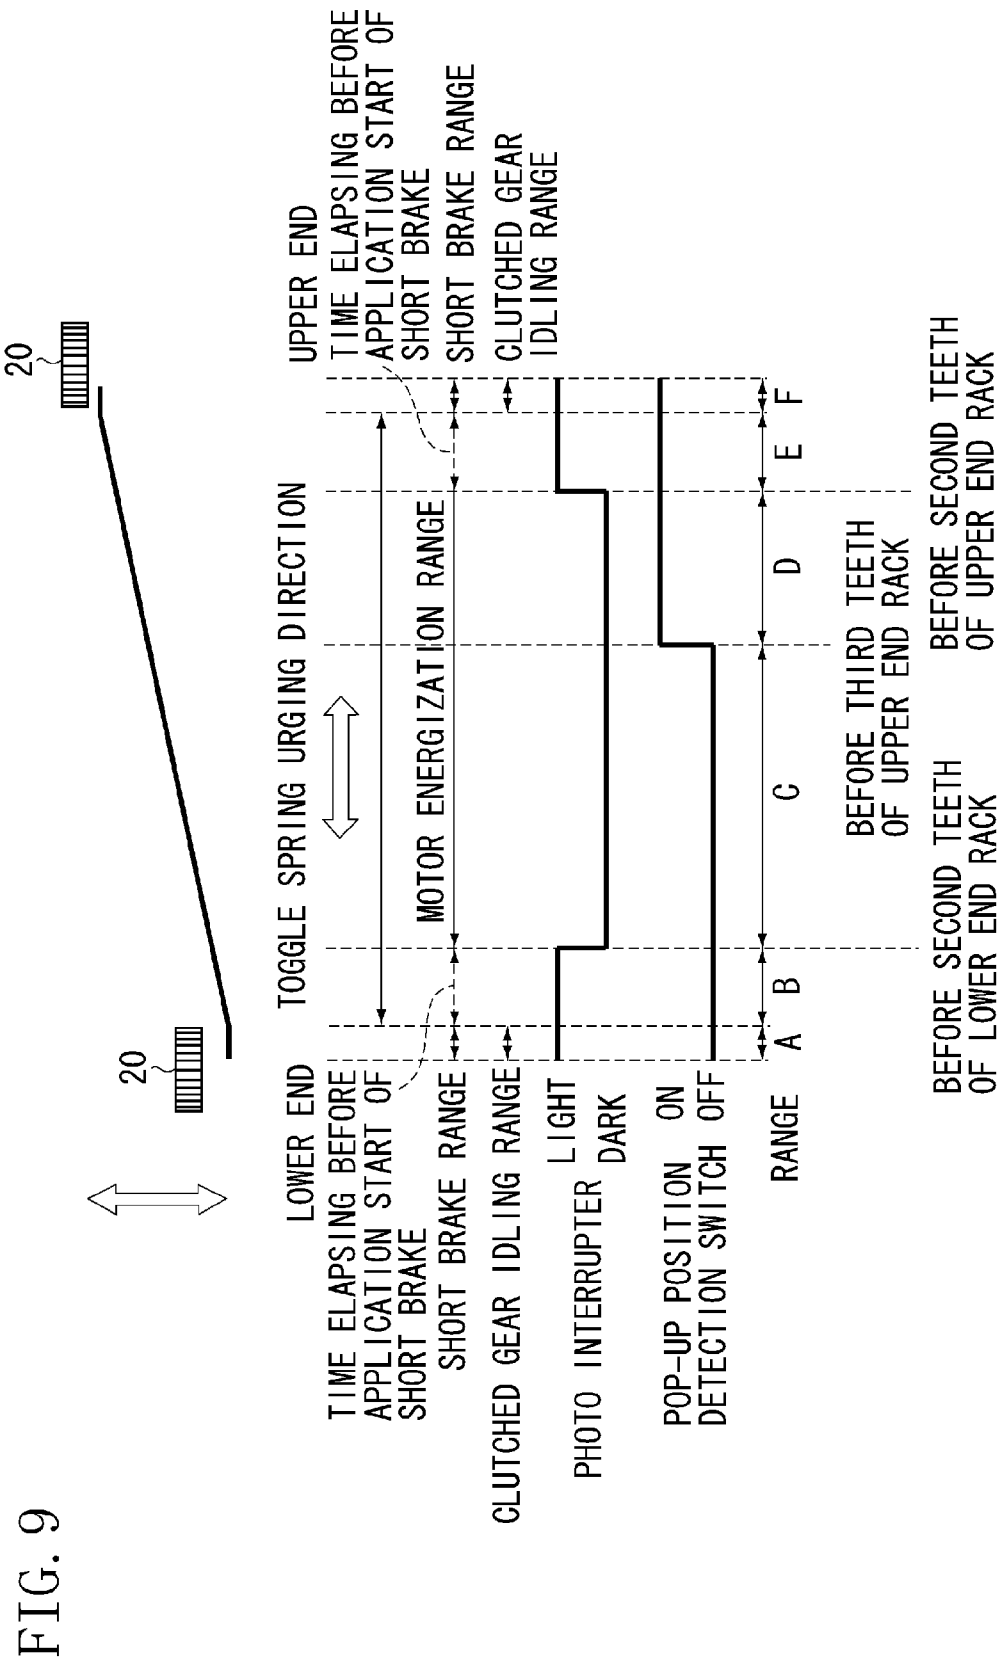 FIG. 9
20
20
LOWER END
TIME ELAPSING BEFORE
APPLICATION START OF
SHORT BRAKE
SHORT BRAKE RANGE
CLUTCHED GEAR IDLING RANGE
TOGGLE SPRING URGING DIRECTION
MOTOR ENERGIZATION RANGE
UPPER END
TIME ELAPSING BEFORE
APPLICATION START OF
SHORT BRAKE
SHORT BRAKE RANGE
CLUTCHED GEAR
IDLING RANGE
PHOTO INTERRUPTER
LIGHT
DARK
POP-UP POSITION ON
DETECTION SWITCH OFF
RANGE
A
B
C
D
E
F
BEFORE THIRD TEETH
OF UPPER END RACK
BEFORE SECOND TEETH
OF LOWER END RACK
BEFORE SECOND TEETH
OF UPPER END RACK